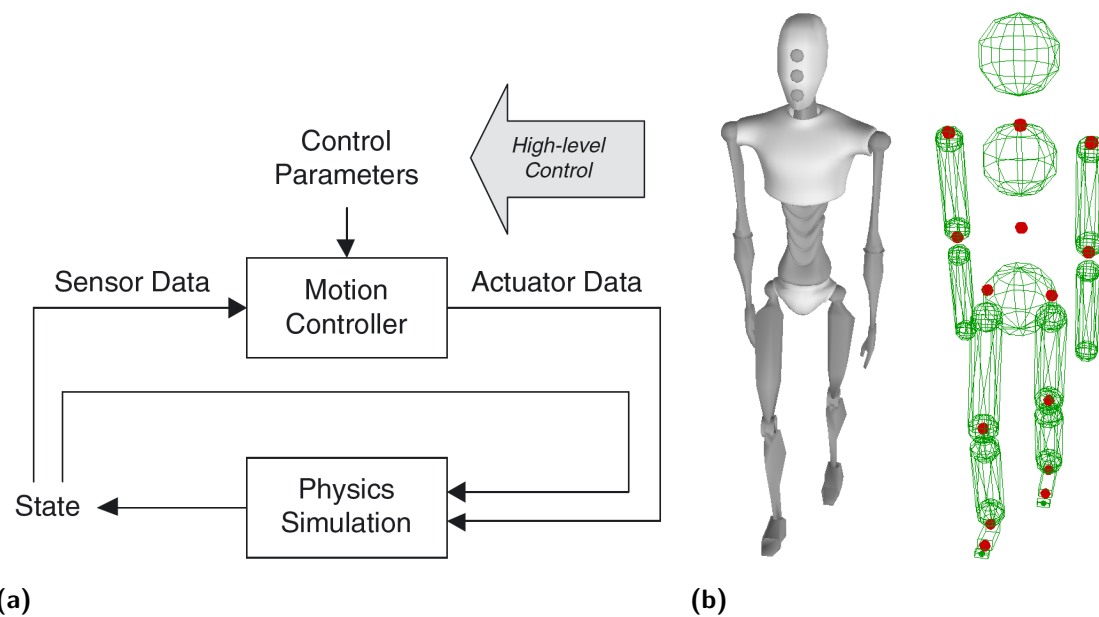 High-level
Control
Control
Parameters
Sensor Data
Motion
Controller
Actuator Data
Physics
Simulation
State
(a)
(b)